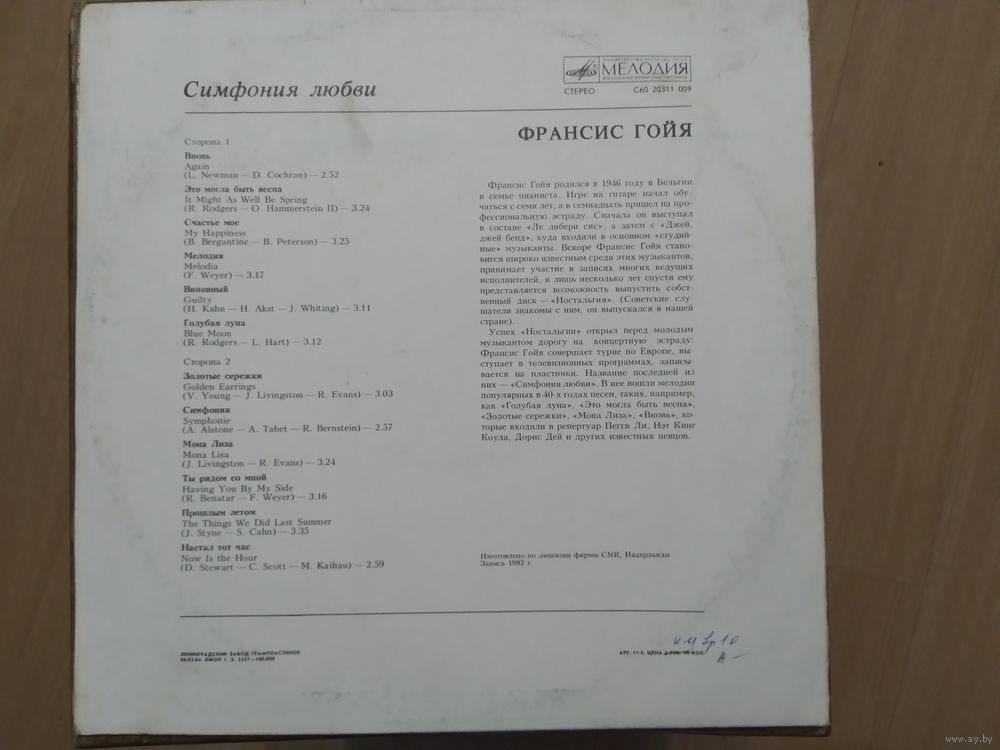 Симфония любви
МИНИСТЕРСТВО КУЛЬТУРЫ СССР
МЕЛОДИЯ
ВСЕСОЮЗНАЯ ФИРМА ГРАМПЛАСТИНОК
СТЕРЕО С60 20311 009
ФРАНСИС ГОЙЯ
Сторона 1
Вновь
Again
(L. Newman — D. Cochran) — 2.52
Это могла быть весна
It Might As Well Be Spring
(R. Rodgers — O. Hammerstein II) — 3.24
Счастье мое
My Happiness
(B. Bergantine — B. Peterson) — 3.25
Мелодия
Melodia
(F. Weyer) — 3.17
Виновный
Guilty
(H. Kahn — H. Akst — J. Whiting) — 3.11
Голубая луна
Blue Moon
(R. Rodgers — L. Hart) — 3.12
Сторона 2
Золотые сережки
Golden Earrings
(V. Young — J. Livingston — R. Evans) — 3.03
Симфония
Symphonie
(A. Alstone — A. Tabet — R. Bernstein) — 2.57
Мона Лиза
Mona Lisa
(J. Livingston — R. Evans) — 3.24
Ты рядом со мной
Having You By My Side
(R. Benatar — F. Weyer) — 3.16
Прошлым летом
The Things We Did Last Summer
(J. Styne — S. Cahn) — 3.35
Настал тот час
Now Is the Hour
(D. Stewart — C. Scott — M. Kaihau) — 2.59
Франсис Гойя родился в 1946 году в Бельгии
в семье пианиста. Игре на гитаре начал обу-
чаться с семи лет, а в семнадцать пришел на про-
фессиональную эстраду. Сначала он выступал
в составе «Ле либери сис», а затем с «Джей,
джей бенд», куда входили в основном «студий-
ные» музыканты. Вскоре Франсис Гойя стано-
вится широко известным среди этих музыкантов,
принимает участие в записях многих ведущих
исполнителей, и лишь несколько лет спустя ему
представляется возможность выпустить собст-
венный диск — «Ностальгия». (Советские слу-
шатели знакомы с ним, он выпускался в нашей
стране).
Успех «Ностальгии» открыл перед молодым
музыкантом дорогу на концертную эстраду:
Франсис Гойя совершает турне по Европе, вы-
ступает в телевизионных программах, записы-
вается на пластинки. Название последней из
них — «Симфония любви». В нее вошли мелодии
популярных в 40-х годах песен, таких, например,
как «Голубая луна», «Это могла быть весна»,
«Золотые сережки», «Мона Лиза», «Вновь», ко-
торые входили в репертуар Пегги Ли, Нэт Кинг
Коула, Дорис Дей и других известных певцов.
Изготовлено по лицензии фирмы CNR, Нидерланды
Запись 1982 г.
ЛЕНИНГРАДСКИЙ ЗАВОД ГРАМПЛАСТИНОК
АРТ. 11-5. ЦЕНА
www.ay.by